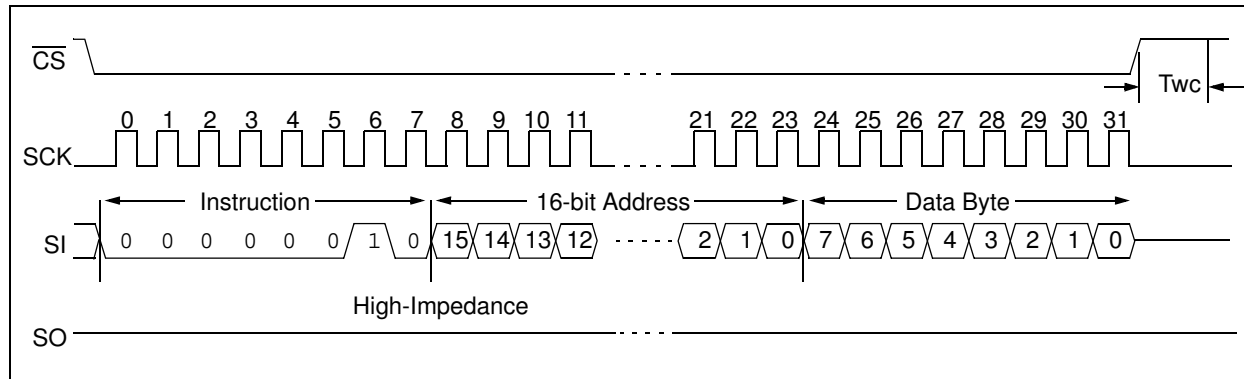 CS
Twc
0 1 2 3 4 5 6 7 8 9 10 11 21 22 23 24 25 26 27 28 29 30 31
SCK
Instruction 16-bit Address Data Byte
SI 0 0 0 0 0 0 1 0 15 14 13 12 2 1 0 7 6 5 4 3 2 1 0
High-Impedance
SO